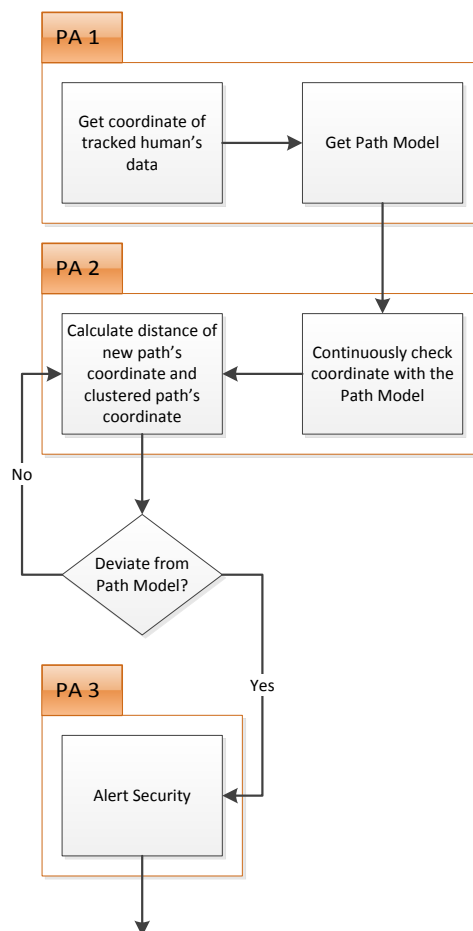 PA 1
Get coordinate of
tracked human's
data
Get Path Model
PA 2
Calculate distance of
new path's
coordinate and
clustered path's
coordinate
Continuously check
coordinate with the
Path Model
No
Deviate from
Path Model?
Yes
PA 3
Alert Security